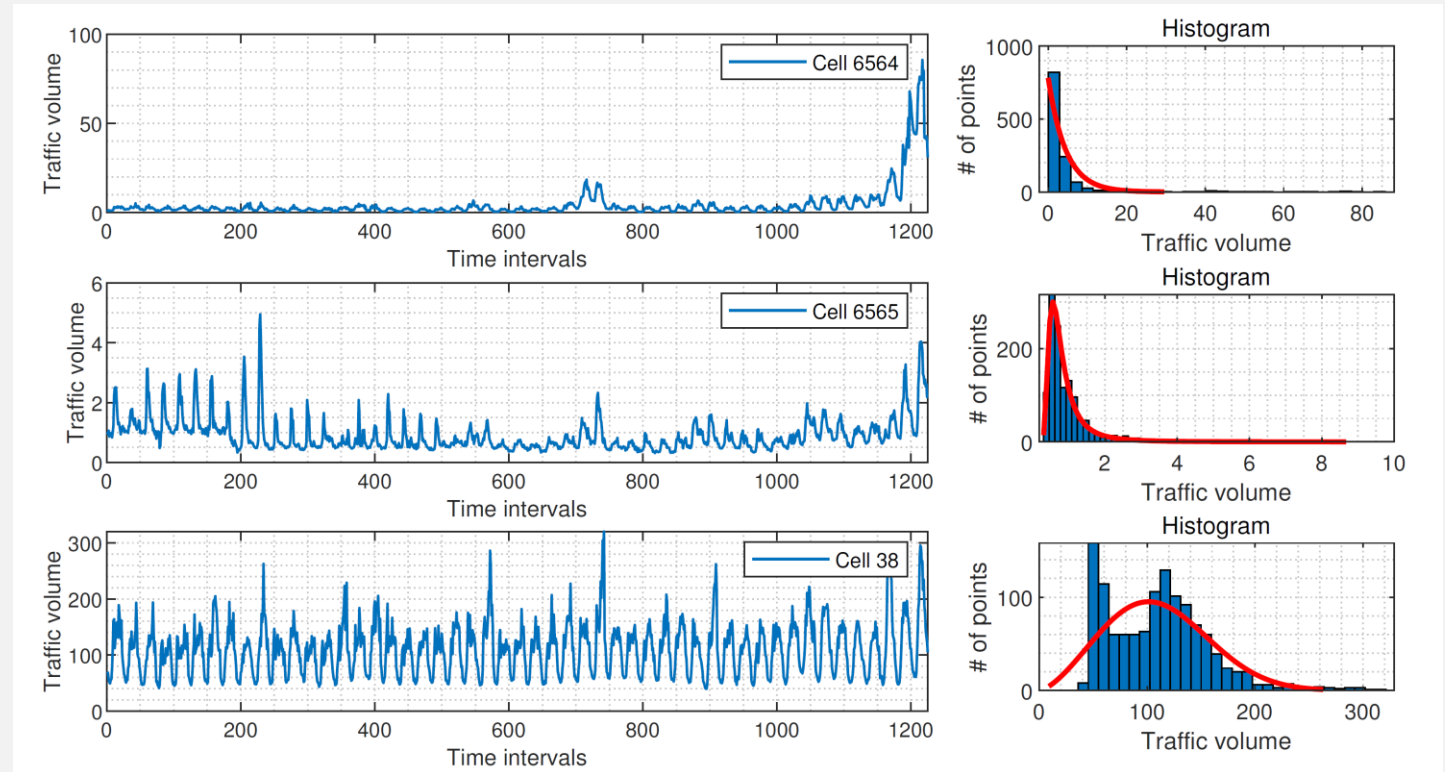 Histogram
100
50
0
Traffic volume
Cell 6564
0 200 400 600 800 1000 1200
Time intervals
1000
500
0
# of points
0 20 40 60 80
Traffic volume
Histogram
6
4
2
0
Traffic volume
Cell 6565
0 200 400 600 800 1000 1200
Time intervals
200
0
# of points
2 4 6 8 10
Traffic volume
Histogram
300
200
100
0
Traffic volume
Cell 38
0 200 400 600 800 1000 1200
Time intervals
100
0
# of points
0 100 200 300
Traffic volume